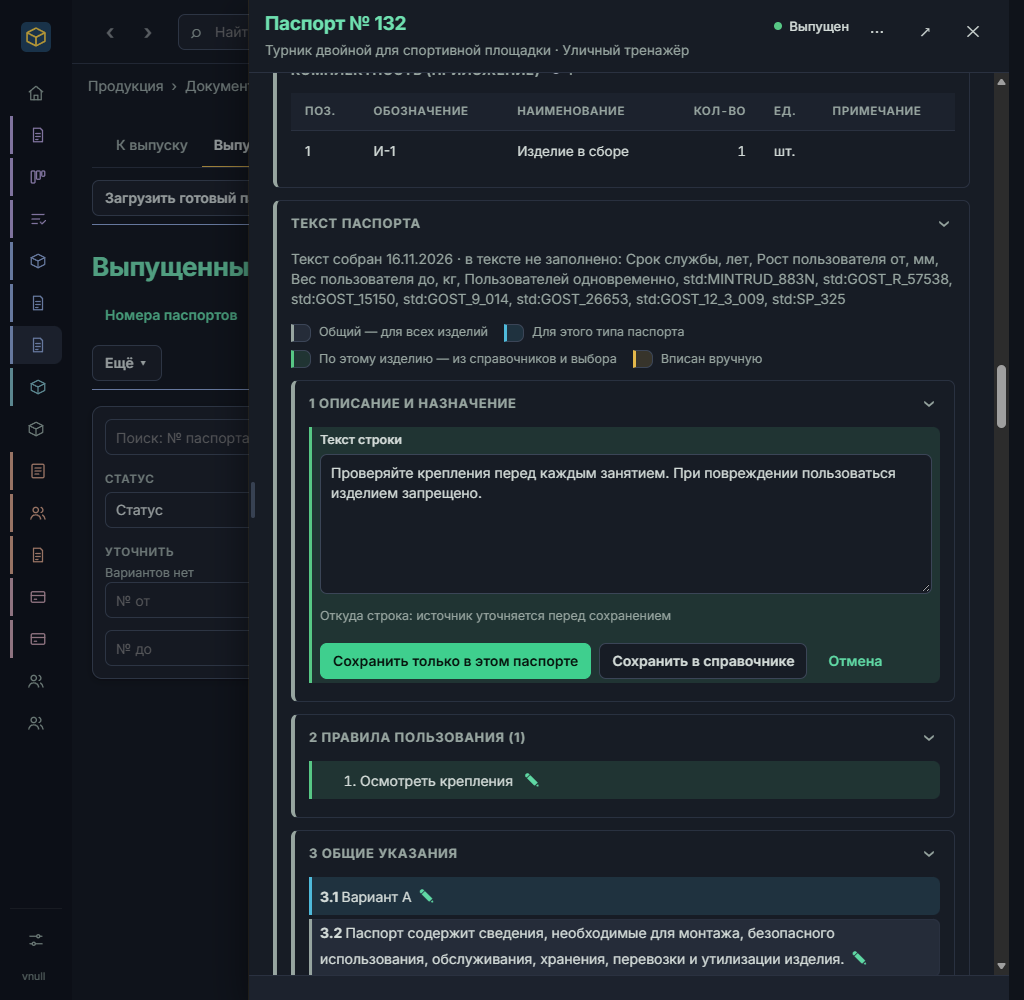 Паспорт № 132
Выпущен
...
Турник двойной для спортивной площадки · Уличный тренажёр
Найт
Продукция › Докумен
К выпуску
Выпу
Загрузить готовый п
Выпущенны
Номера паспортов
Ещё
Поиск: № паспорта
СТАТУС
Статус
УТОЧНИТЬ
Вариантов нет
№ от
№ до
vnull
КОМПЛЕКТНОСТЬ (ПРИЛОЖЕНИЕ)
ПОЗ. ОБОЗНАЧЕНИЕ НАИМЕНОВАНИЕ КОЛ-ВО ЕД. ПРИМЕЧАНИЕ
1 И-1 Изделие в сборе 1 шт.
ТЕКСТ ПАСПОРТА
Текст собран 16.11.2026 · в тексте не заполнено: Срок службы, лет, Рост пользователя от, мм,
Вес пользователя до, кг, Пользователей одновременно, std:MINTRUD_883N, std:GOST_R_57538,
std:GOST_15150, std:GOST_9_014, std:GOST_26653, std:GOST_12_3_009, std:SP_325
Общий — для всех изделий
Для этого типа паспорта
По этому изделию — из справочников и выбора
Вписан вручную
1 ОПИСАНИЕ И НАЗНАЧЕНИЕ
Текст строки
Проверяйте крепления перед каждым занятием. При повреждении пользоваться
изделием запрещено.
Откуда строка: источник уточняется перед сохранением
Сохранить только в этом паспорте
Сохранить в справочнике
Отмена
2 ПРАВИЛА ПОЛЬЗОВАНИЯ (1)
1. Осмотреть крепления
3 ОБЩИЕ УКАЗАНИЯ
3.1 Вариант А
3.2 Паспорт содержит сведения, необходимые для монтажа, безопасного
использования, обслуживания, хранения, перевозки и утилизации изделия.